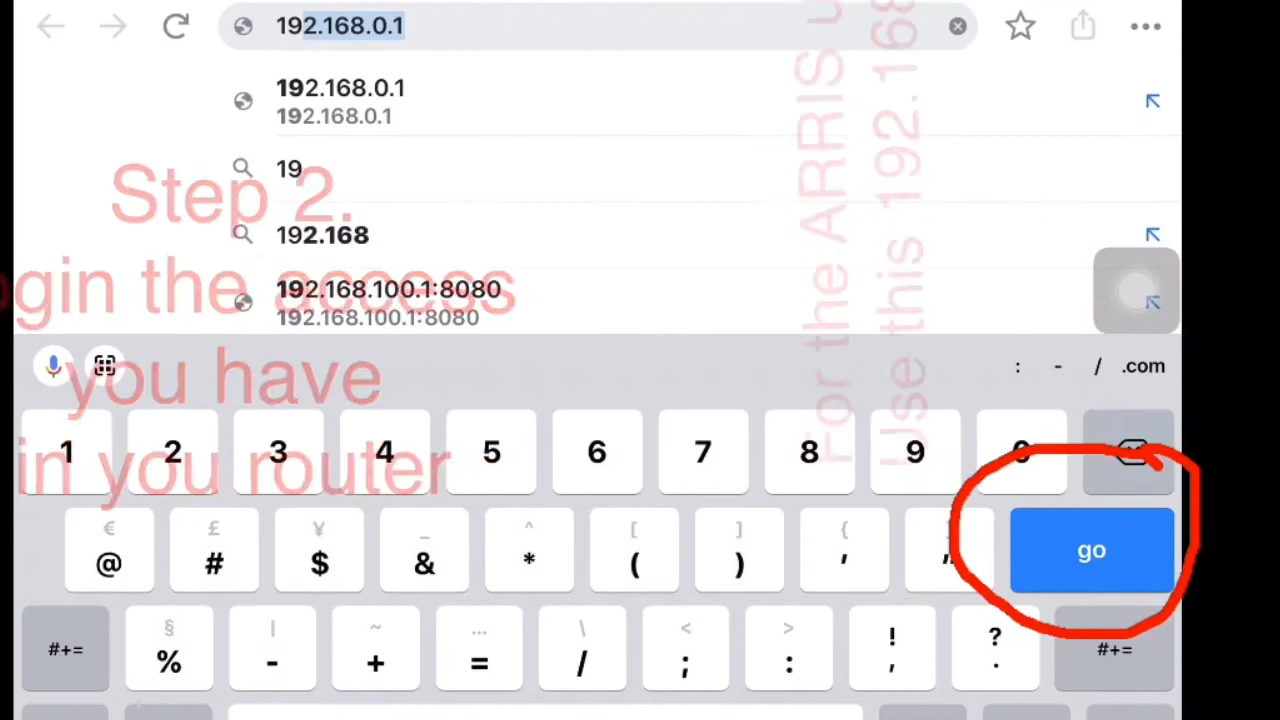 192.168.0.1
192.168.0.1
192.168.0.1
19
192.168
192.168.100.1:8080
192.168.100.1:8080
Step 2.
gin the access
you have
in you router
For the ARRIS
Use this 192.168
: - / .com
1 2 3 4 5 6 7 8 9 0
€ £ ¥ _ ^ [ ] {
@ # $ & * ( ) ' "
go
§ | ~ … \ < > ! ?
#+= % - + = / ; : , . #+=